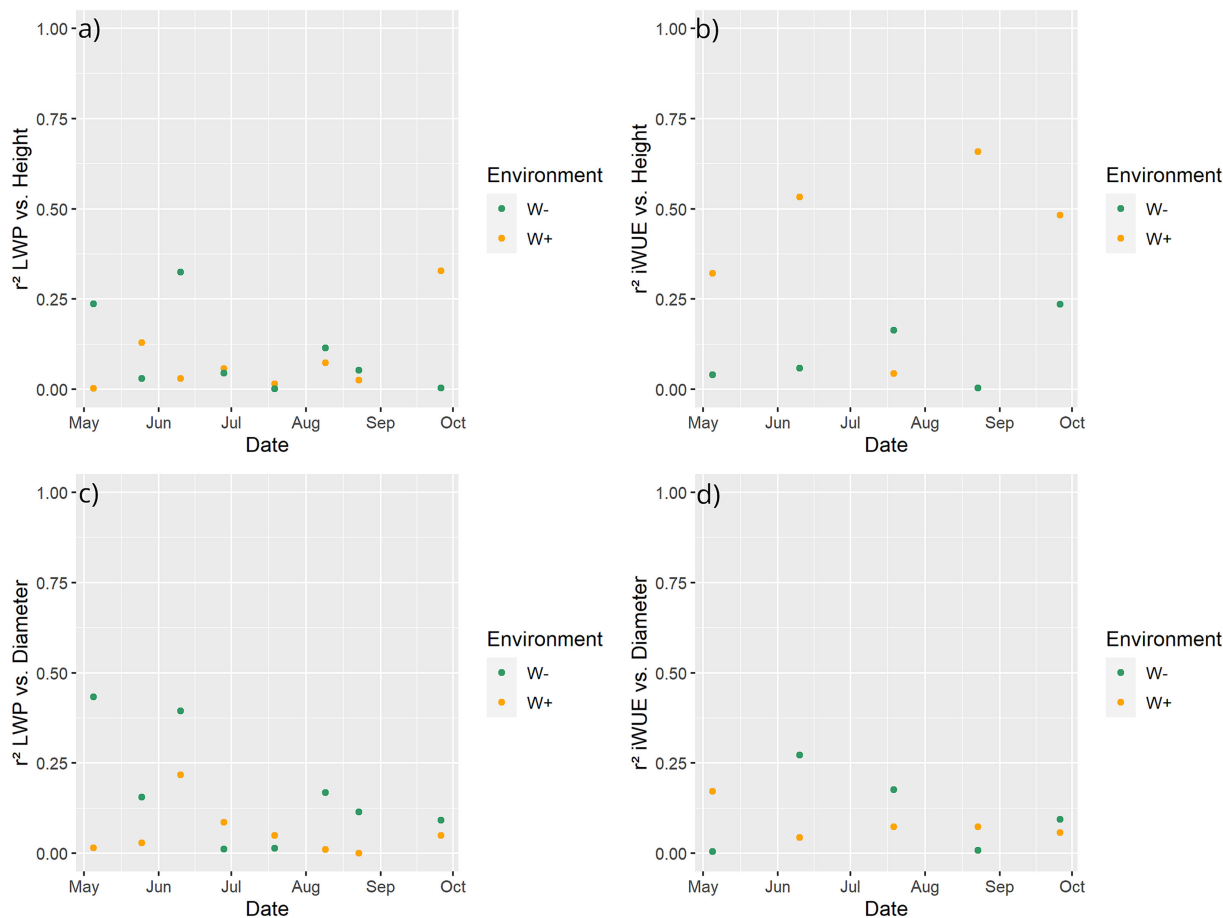 a)
1.00
0.75
0.50
0.25
0.00
r² LWP vs. Height
May Jun Jul Aug Sep Oct
Date
Environment
W-
W+
b)
1.00
0.75
0.50
0.25
0.00
r² iWUE vs. Height
May Jun Jul Aug Sep Oct
Date
Environment
W-
W+
c)
1.00
0.75
0.50
0.25
0.00
r² LWP vs. Diameter
May Jun Jul Aug Sep Oct
Date
Environment
W-
W+
d)
1.00
0.75
0.50
0.25
0.00
r² iWUE vs. Diameter
May Jun Jul Aug Sep Oct
Date
Environment
W-
W+